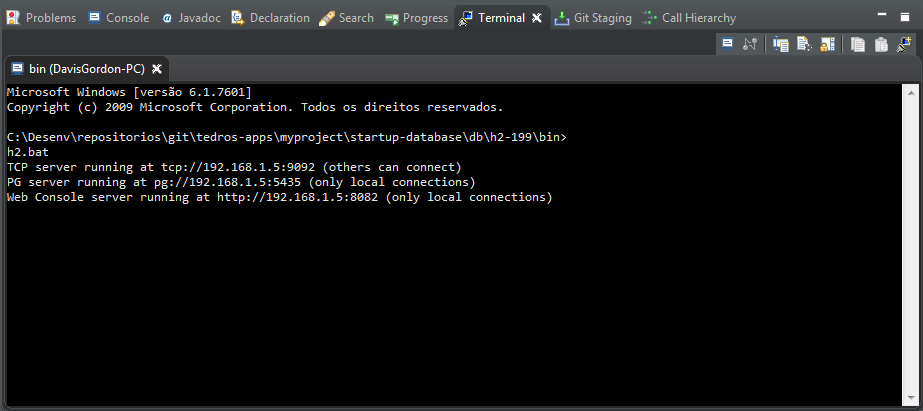 Problems Console Javadoc Declaration Search Progress Terminal Git Staging Call Hierarchy
bin (DavisGordon-PC)
Microsoft Windows [versão 6.1.7601]
Copyright (c) 2009 Microsoft Corporation. Todos os direitos reservados.
C:\Desenv\repositorios\git\tedros-apps\myproject\startup-database\db\h2-199\bin>
h2.bat
TCP server running at tcp://192.168.1.5:9092 (others can connect)
PG server running at pg://192.168.1.5:5435 (only local connections)
Web Console server running at http://192.168.1.5:8082 (only local connections)